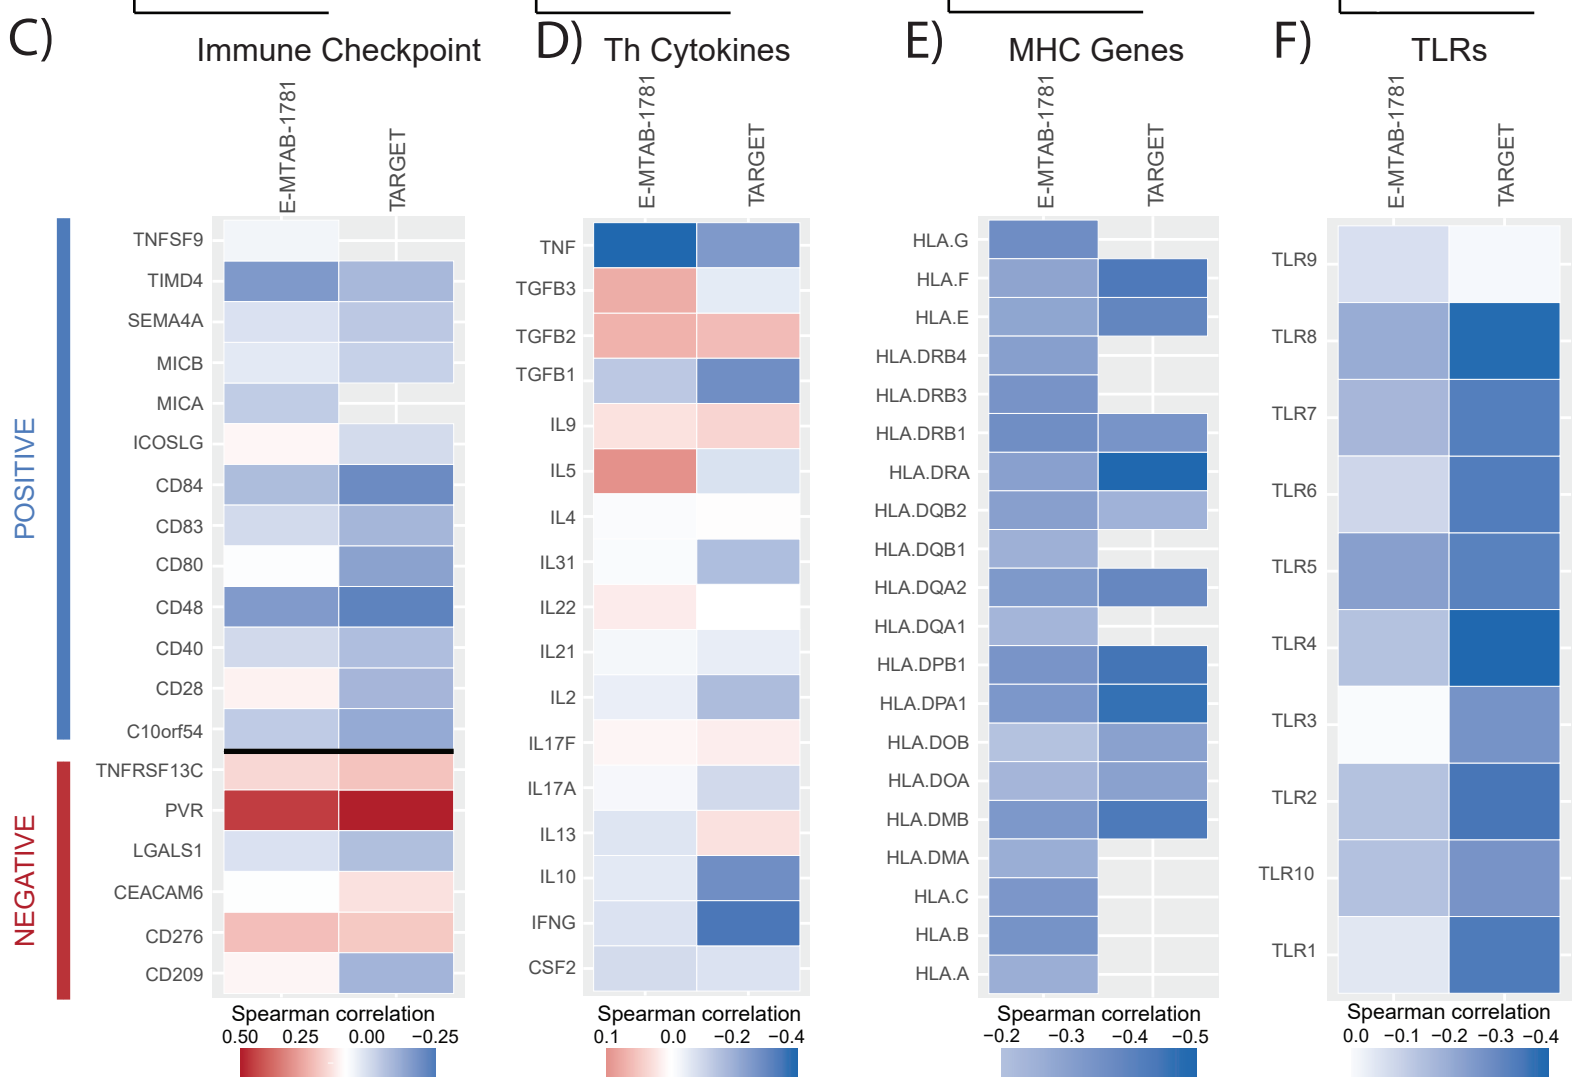 C)
Immune Checkpoint
E-MTAB-1781
TARGET
POSITIVE
TNFSF9
TIMD4
SEMA4A
MICB
MICA
ICOSLG
CD84
CD83
CD80
CD48
CD40
CD28
C10orf54
NEGATIVE
TNFRSF13C
PVR
LGALS1
CEACAM6
CD276
CD209
Spearman correlation
0.50 0.25 0.00 −0.25
D)
Th Cytokines
E-MTAB-1781
TARGET
TNF
TGFB3
TGFB2
TGFB1
IL9
IL5
IL4
IL31
IL22
IL21
IL2
IL17F
IL17A
IL13
IL10
IFNG
CSF2
Spearman correlation
0.1 0.0 −0.2 −0.4
E)
MHC Genes
E-MTAB-1781
TARGET
HLA.G
HLA.F
HLA.E
HLA.DRB4
HLA.DRB3
HLA.DRB1
HLA.DRA
HLA.DQB2
HLA.DQB1
HLA.DQA2
HLA.DQA1
HLA.DPB1
HLA.DPA1
HLA.DOB
HLA.DOA
HLA.DMB
HLA.DMA
HLA.C
HLA.B
HLA.A
Spearman correlation
−0.2 −0.3 −0.4 −0.5
F)
TLRs
E-MTAB-1781
TARGET
TLR9
TLR8
TLR7
TLR6
TLR5
TLR4
TLR3
TLR2
TLR10
TLR1
Spearman correlation
0.0 −0.1 −0.2 −0.3 −0.4